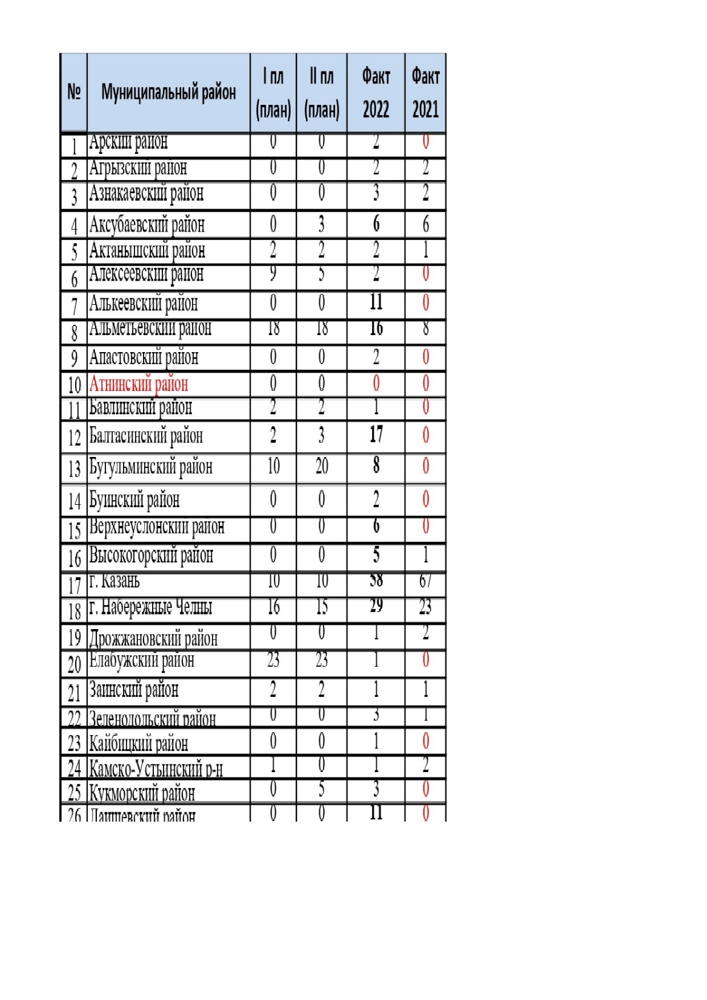 № Муниципальный район I пл (план) II пл (план) Факт 2022 Факт 2021
1 Арский район 0 0 2 0
2 Агрызский район 0 0 2 2
3 Азнакаевский район 0 0 3 2
4 Аксубаевский район 0 3 6 6
5 Актанышский район 2 2 2 1
6 Алексеевский район 9 5 2 0
7 Алькеевский район 0 0 11 0
8 Альметьевский район 18 18 16 8
9 Апастовский район 0 0 2 0
10 Атнинский район 0 0 0 0
11 Бавлинский район 2 2 1 0
12 Балтасинский район 2 3 17 0
13 Бугульминский район 10 20 8 0
14 Буинский район 0 0 2 0
15 Верхнеуслонский район 0 0 6 0
16 Высокогорский район 0 0 5 1
17 г. Казань 10 10 58 67
18 г. Набережные Челны 16 15 29 23
19 Дрожжановский район 0 0 1 2
20 Елабужский район 23 23 1 0
21 Заинский район 2 2 1 1
22 Зеленодольский район 0 0 3 1
23 Кайбицкий район 0 0 1 0
24 Камско-Устьинский р-н 1 0 1 2
25 Кукморский район 0 5 3 0
26 Лаишевский район 0 0 11 0